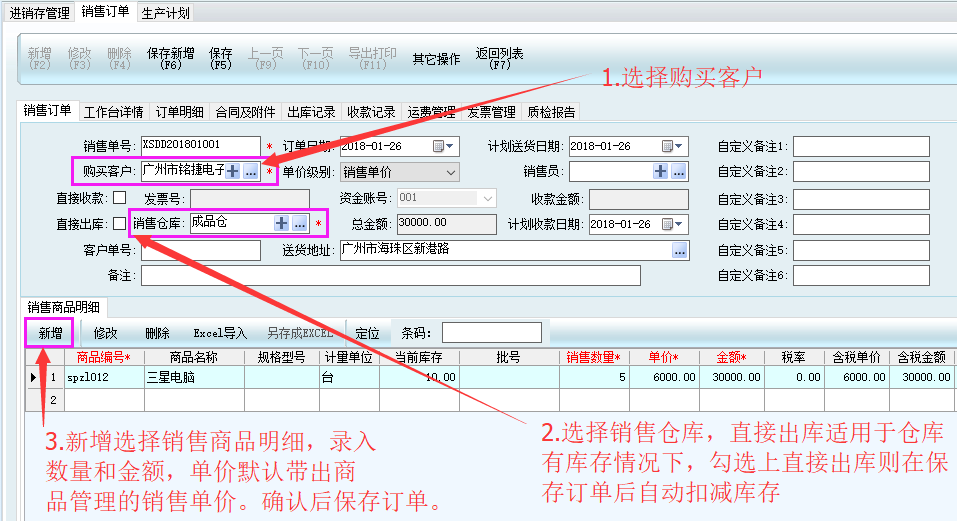 进销存管理 销售订单 生产计划
新增 修改 删除 保存新增 保存 上一页 下一页 导出打印 其它操作 返回列表
(F2) (F3) (F4) (F6) (F5) (F9) (F10) (F11) (F7)
1.选择购买客户
销售订单 工作台详情 订单明细 合同及附件 出库记录 收款记录 运费管理 发票管理 质检报告
销售单号: XSDD201801001 * 订单日期: 2018-01-26 计划送货日期: 2018-01-26 自定义备注1:
购买客户: 广州市铭捷电子 * 单价级别: 销售单价 销售员: 自定义备注2:
直接收款: 发票号: 资金账号: 001 收款金额: 自定义备注3:
直接出库: 销售仓库: 成品仓 * 总金额: 30000.00 计划收款日期: 2018-01-26 自定义备注4:
客户单号: 送货地址: 广州市海珠区新港路 自定义备注5:
备注: 自定义备注6:
销售商品明细
新增 修改 删除 Excel导入 另存成EXCEL 定位 条码:
商品编号* 商品名称 规格型号 计量单位 当前库存 批号 销售数量* 单价* 金额* 税率 含税单价 含税金额
1 spzl012 三星电脑 台 10.00 5 6000.00 30000.00 0.00 6000.00 30000.00
2
3.新增选择销售商品明细，录入
数量和金额，单价默认带出商
品管理的销售单价。确认后保存订单。
2.选择销售仓库，直接出库适用于仓库
有库存情况下，勾选上直接出库则在保
存订单后自动扣减库存